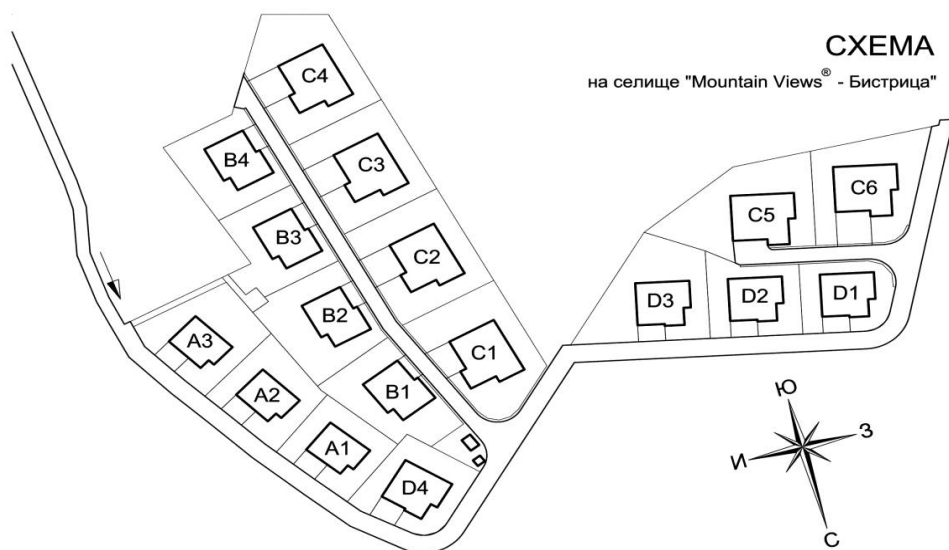 СХЕМА
на селище "Mountain Views® - Бистрица"
C4
B4
C3
C6
C5
B3
C2
D3
D2
D1
B2
A3
C1
A2
B1
A1
D4
Ю
И
З
С